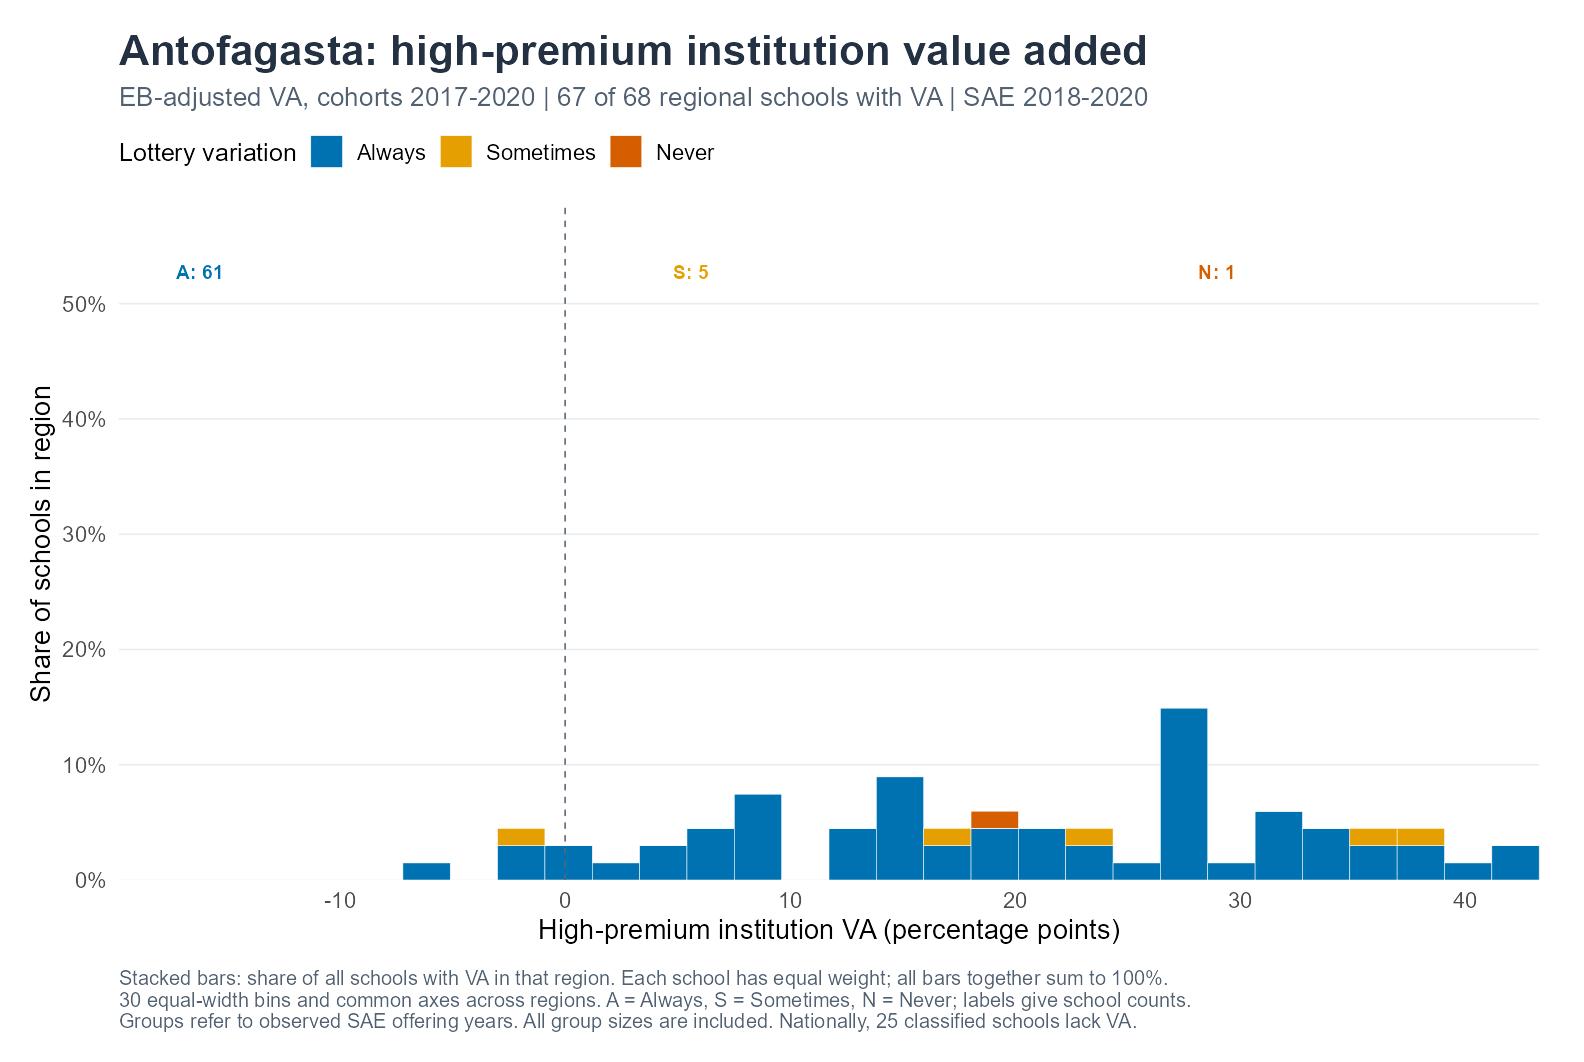 Antofagasta: high-premium institution value added
EB-adjusted VA, cohorts 2017-2020 | 67 of 68 regional schools with VA | SAE 2018-2020
Lottery variation Always Sometimes Never
A: 61 S: 5 N: 1
50%
40%
30%
20%
10%
0%
Share of schools in region
-10 0 10 20 30 40
High-premium institution VA (percentage points)
Stacked bars: share of all schools with VA in that region. Each school has equal weight; all bars together sum to 100%.
30 equal-width bins and common axes across regions. A = Always, S = Sometimes, N = Never; labels give school counts.
Groups refer to observed SAE offering years. All group sizes are included. Nationally, 25 classified schools lack VA.